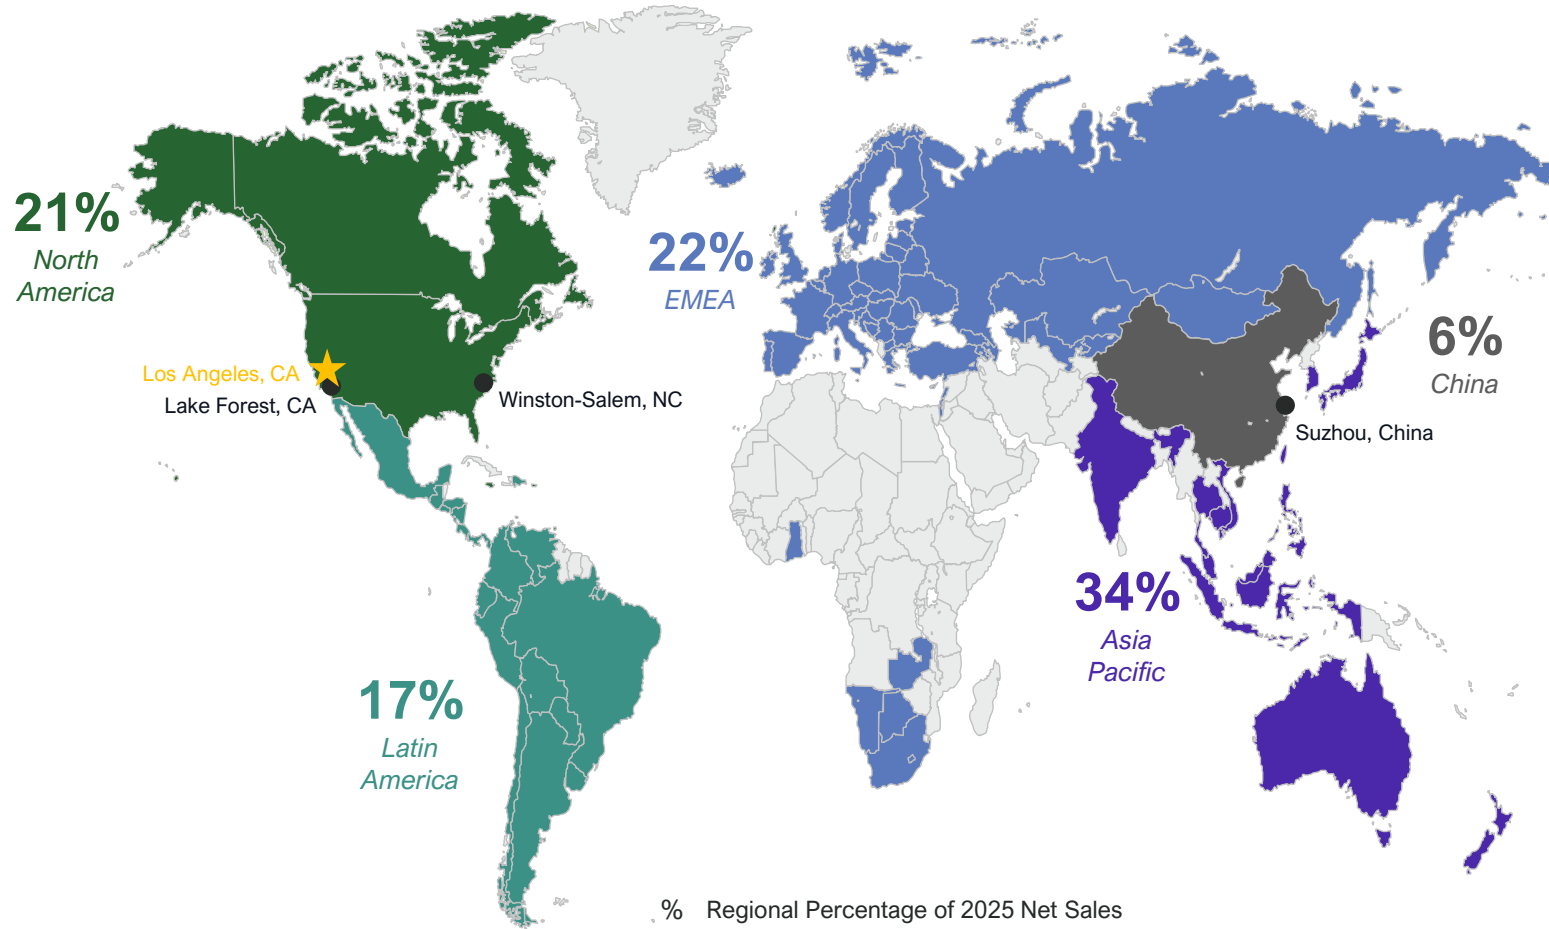 21%
North
America
22%
EMEA
6%
China
Los Angeles, CA
Lake Forest, CA
Winston-Salem, NC
Suzhou, China
34%
Asia
Pacific
17%
Latin
America
% Regional Percentage of 2025 Net Sales